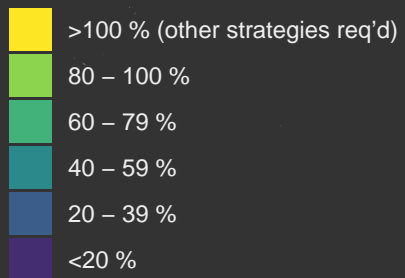 >100 % (other strategies req’d)
80 – 100 %
60 – 79 %
40 – 59 %
20 – 39 %
<20 %